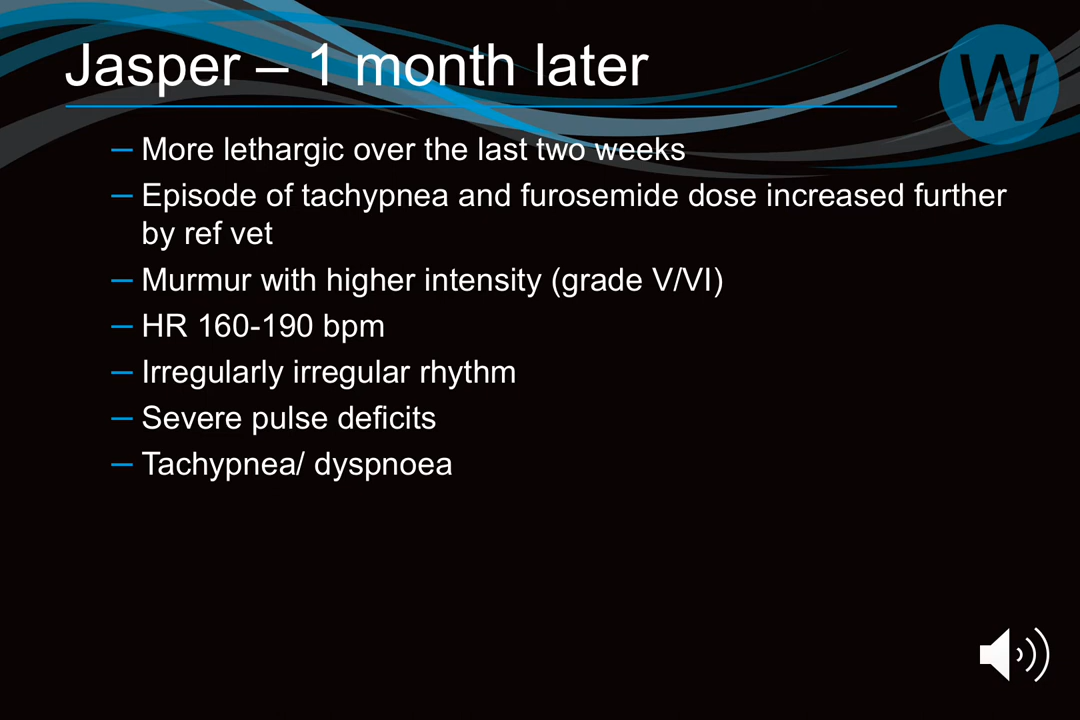 Jasper – 1 month later
W
– More lethargic over the last two weeks
– Episode of tachypnea and furosemide dose increased further
by ref vet
– Murmur with higher intensity (grade V/VI)
– HR 160-190 bpm
– Irregularly irregular rhythm
– Severe pulse deficits
– Tachypnea/ dyspnoea